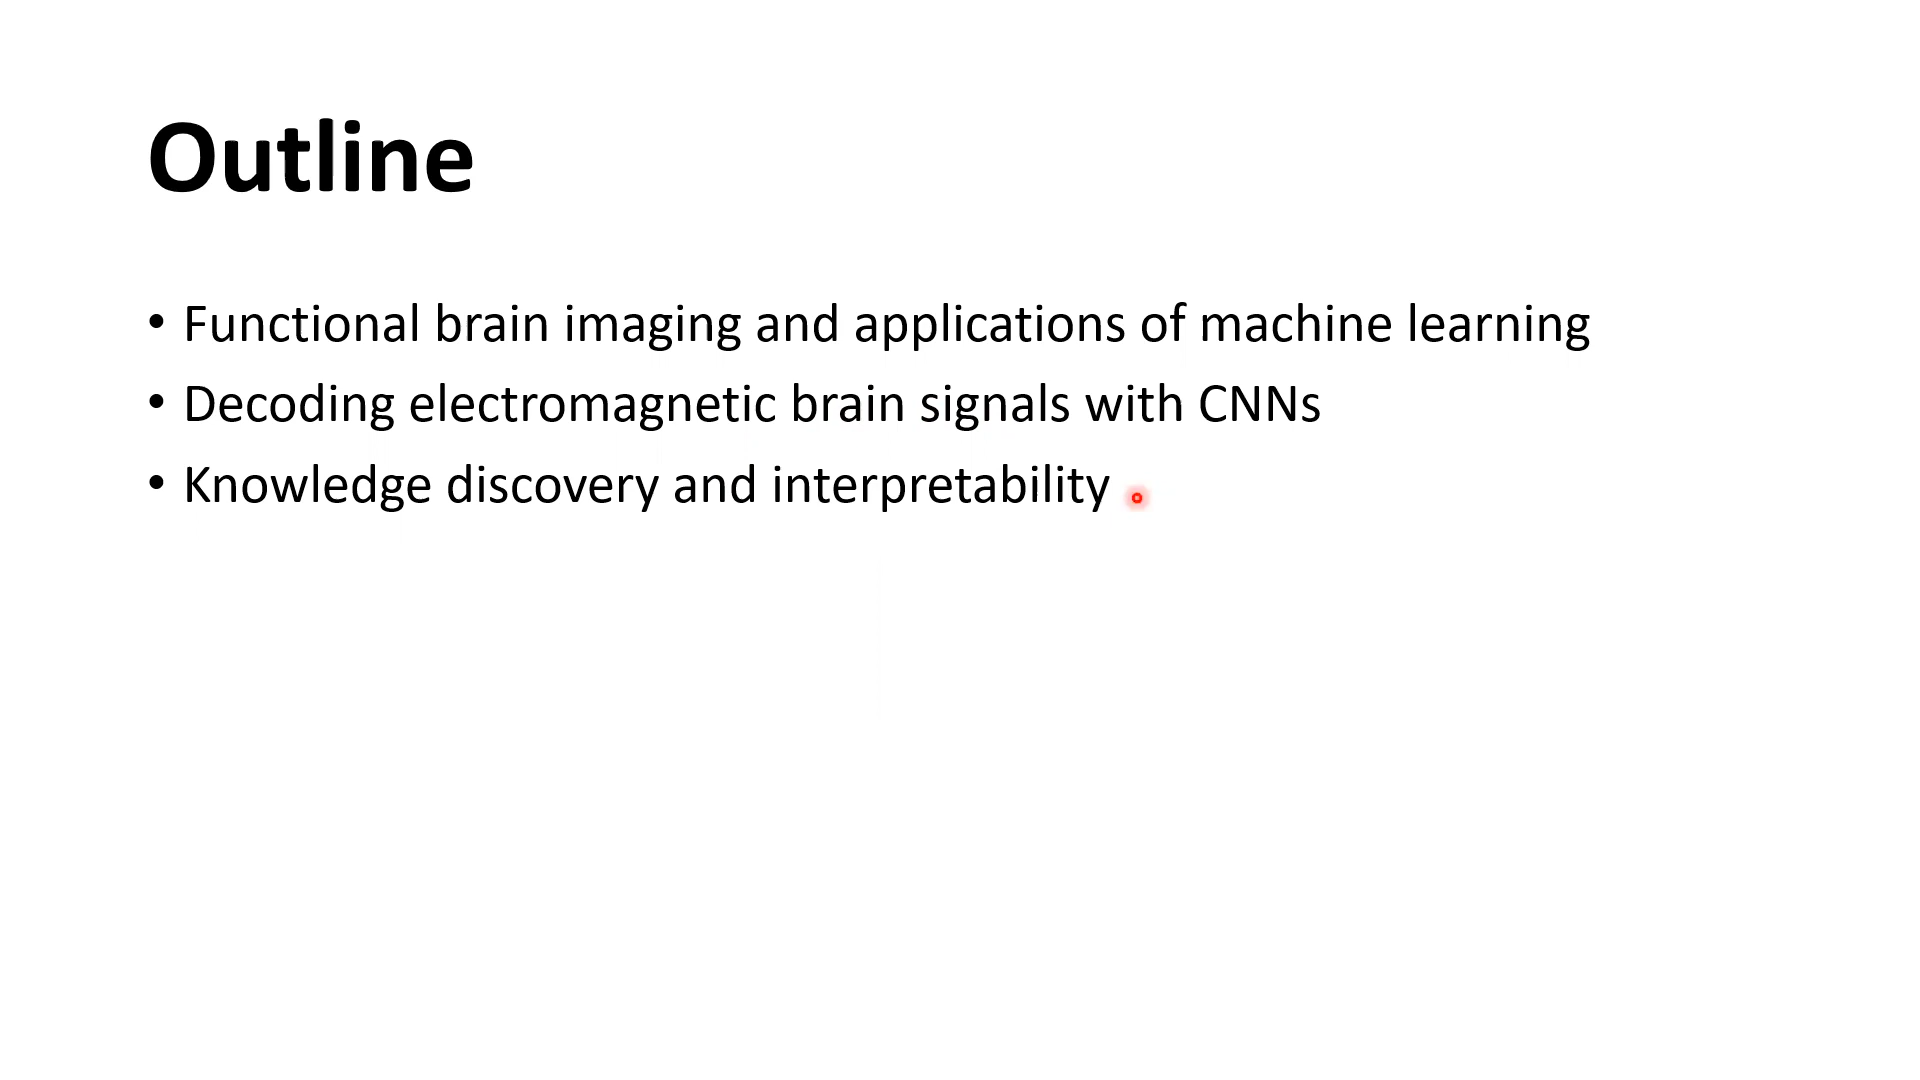 Outline
• Functional brain imaging and applications of machine learning
• Decoding electromagnetic brain signals with CNNs
• Knowledge discovery and interpretability